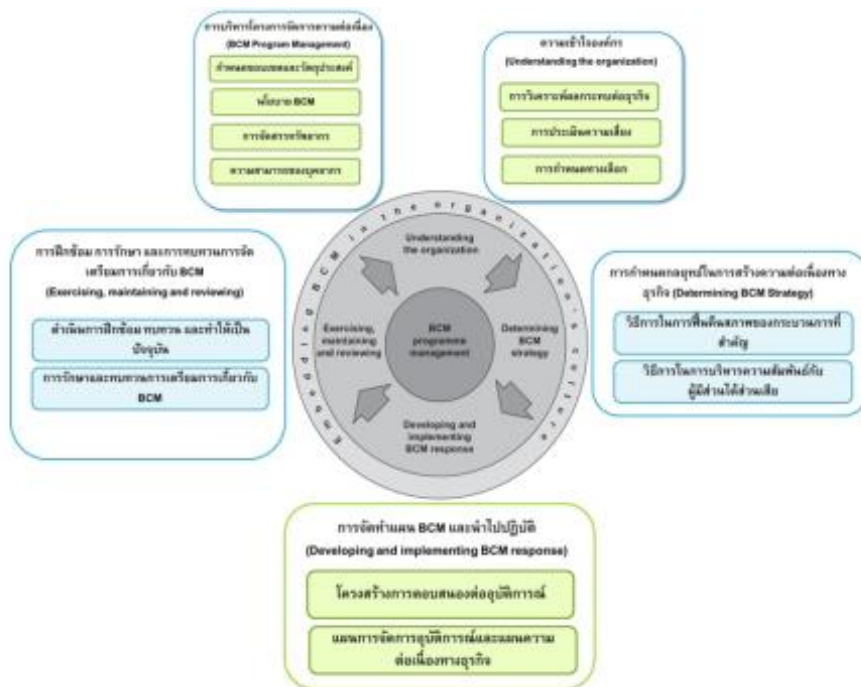 การบริหารโครงการจัดการความต่อเนื่อง
(BCM Program Management)
กำหนดขอบเขตและวัตถุประสงค์
นโยบาย BCM
การจัดสรรทรัพยากร
ความสามารถของบุคลากร
ความเข้าใจองค์กร
(Understanding the organization)
การวิเคราะห์ผลกระทบต่อธุรกิจ
การประเมินความเสี่ยง
การกำหนดทางเลือก
การฝึกซ้อม การรักษา และการทบทวนการจัด
เตรียมการเกี่ยวกับ BCM
(Exercising, maintaining and reviewing)
ดำเนินการฝึกซ้อม ทบทวน และทำให้เป็น
ปัจจุบัน
การรักษาและทบทวนการเตรียมการเกี่ยวกับ
BCM
Embedding BCM in the organization's culture
Understanding
the organization
Exercising,
maintaining
and reviewing
BCM
programme
management
Determining
BCM
strategy
Developing and
implementing
BCM response
การกำหนดกลยุทธ์ในการสร้างความต่อเนื่องทาง
ธุรกิจ (Determining BCM Strategy)
วิธีการในการฟื้นคืนสภาพของกระบวนการที่
สำคัญ
วิธีการในการบริหารความสัมพันธ์กับ
ผู้มีส่วนได้ส่วนเสีย
การจัดทำแผน BCM และนำไปปฏิบัติ
(Developing and implementing BCM response)
โครงสร้างการตอบสนองต่ออุบัติการณ์
แผนการจัดการอุบัติการณ์และแผนความ
ต่อเนื่องทางธุรกิจ